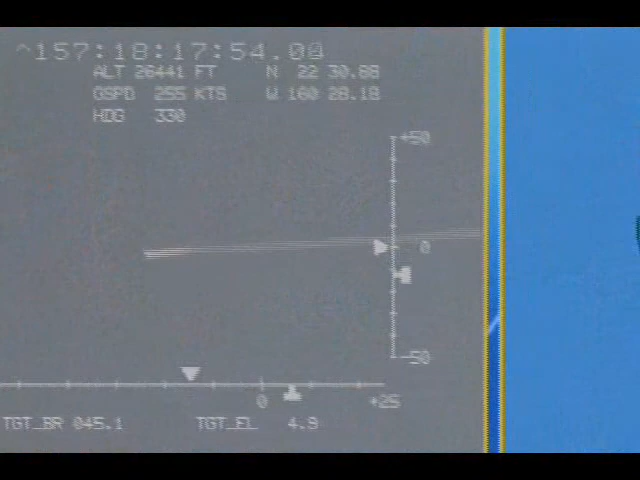 ^157:18:17:54.00
ALT 26441 FT N 22 30.88
GSPD 255 KTS W 160 28.18
HDG 330
+50
0
-50
0
+25
TGT_BR 045.1 TGT_EL 4.9